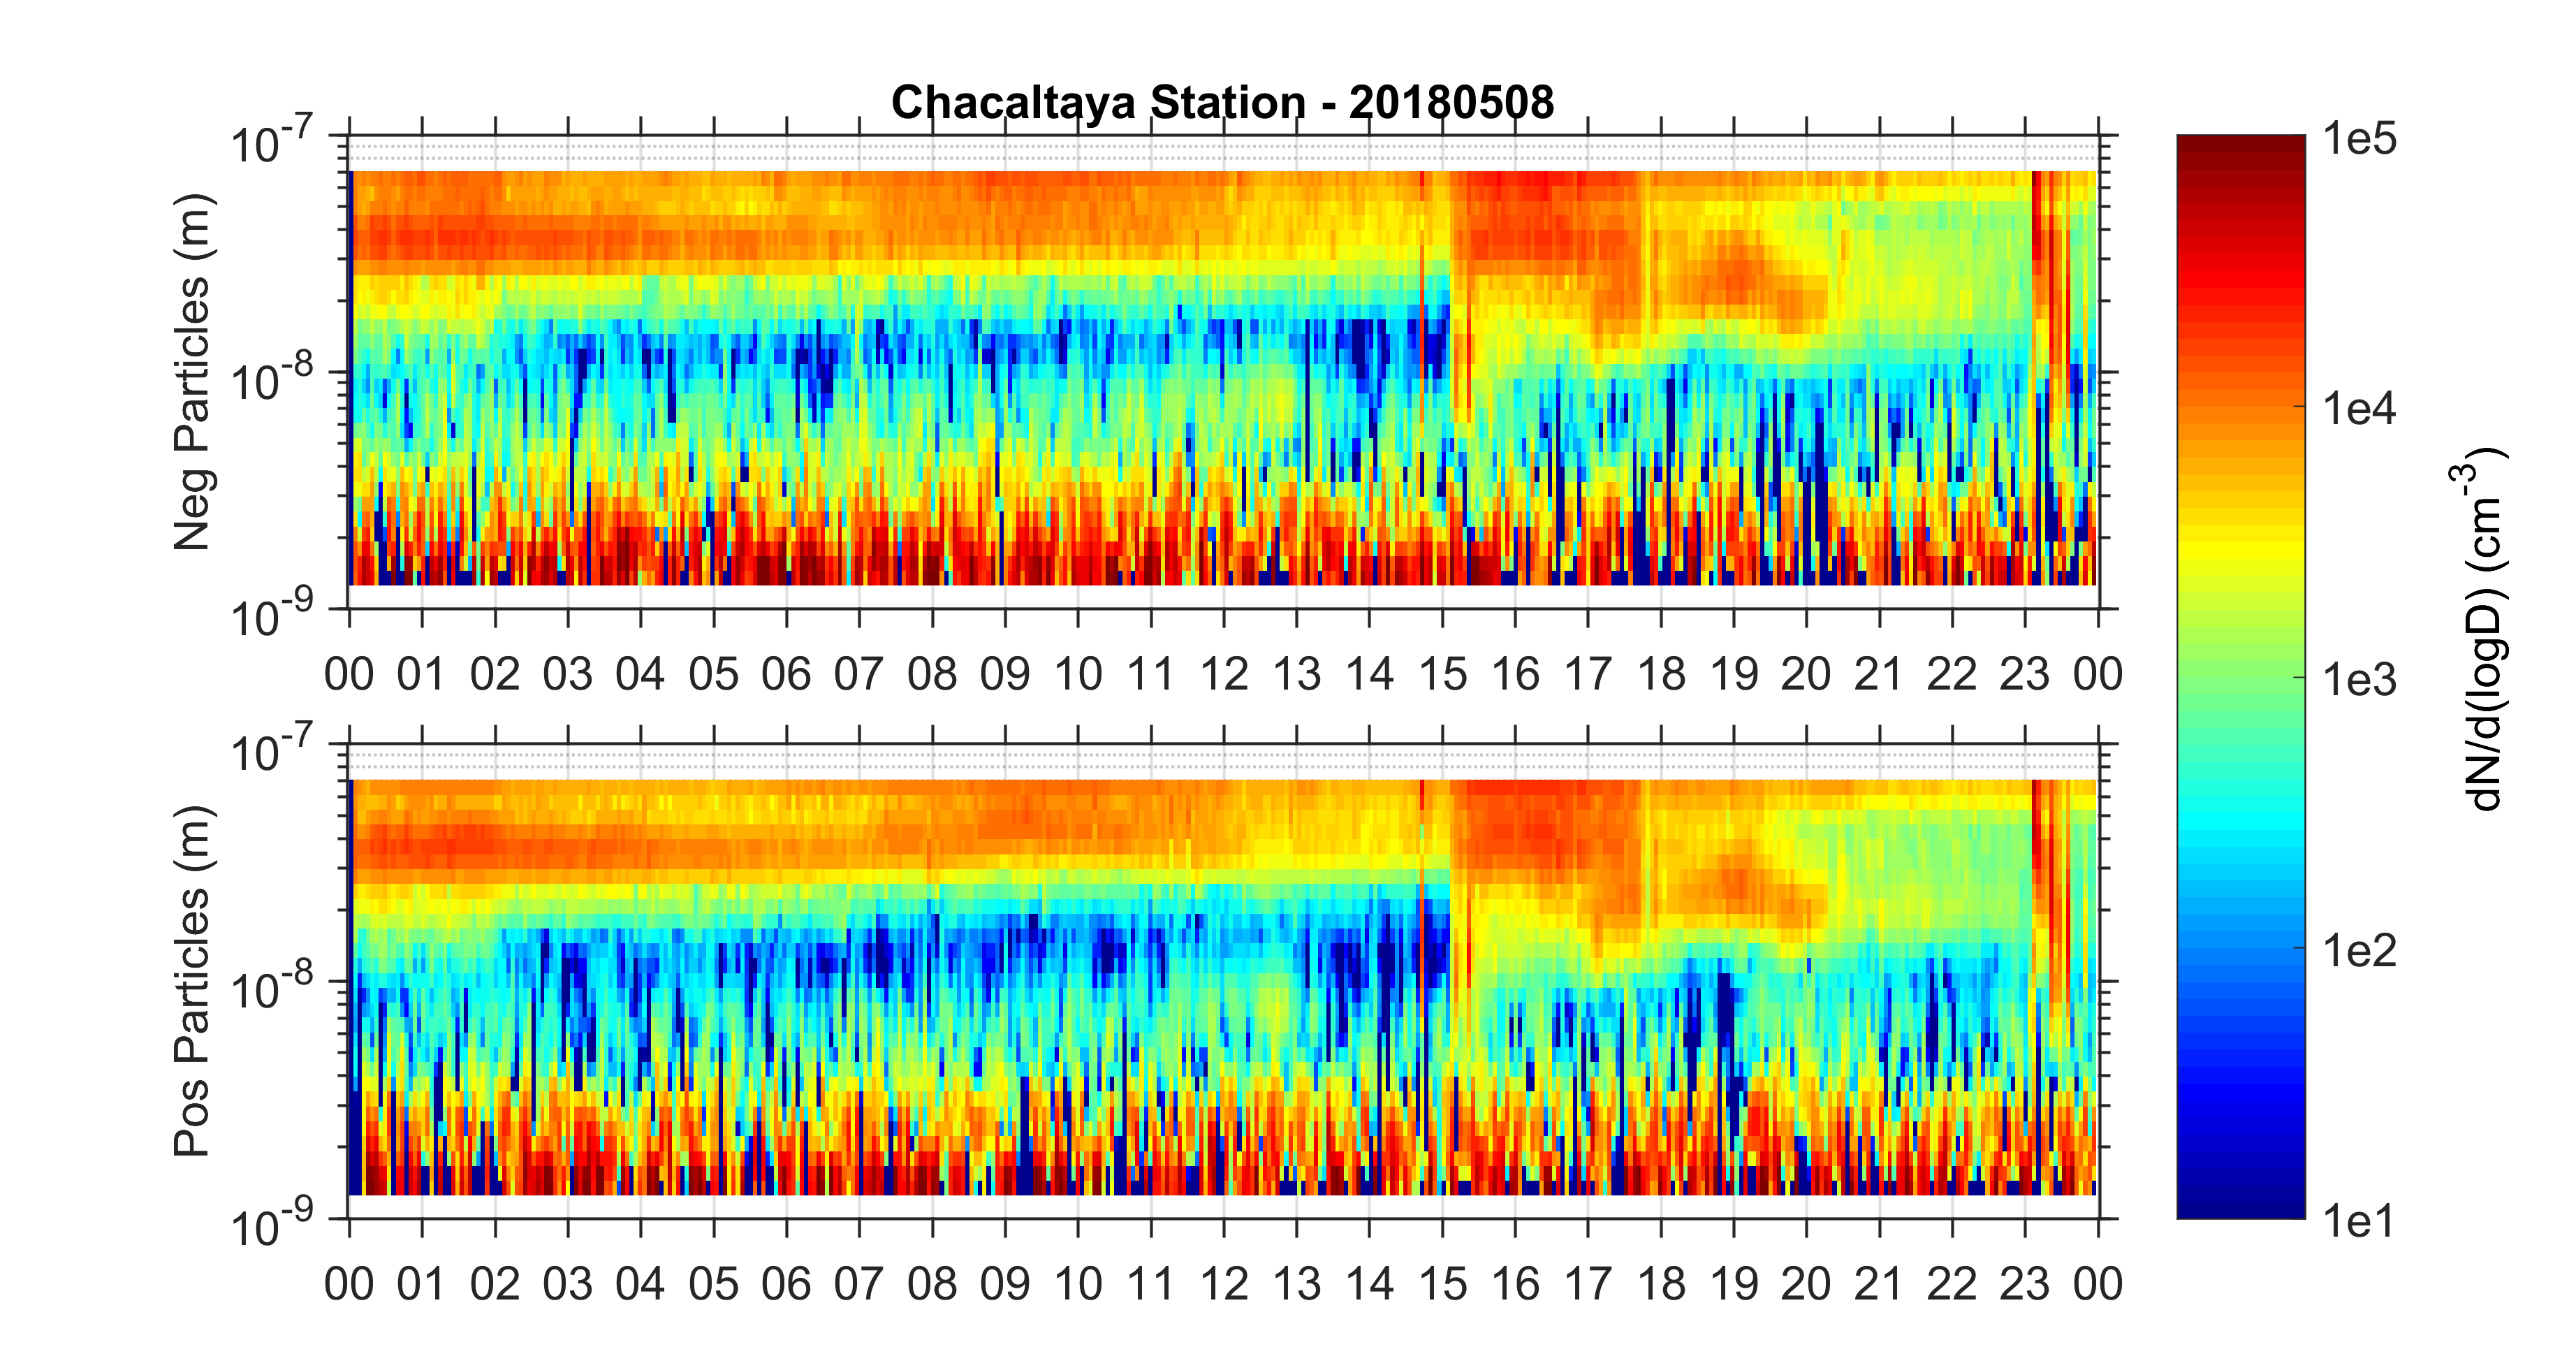 Chacaltaya Station - 20180508
Neg Particles (m)
10-7
10-8
10-9
00 01 02 03 04 05 06 07 08 09 10 11 12 13 14 15 16 17 18 19 20 21 22 23 00
Pos Particles (m)
10-7
10-8
10-9
00 01 02 03 04 05 06 07 08 09 10 11 12 13 14 15 16 17 18 19 20 21 22 23 00
1e5
1e4
1e3
1e2
1e1
dN/d(logD) (cm-3)